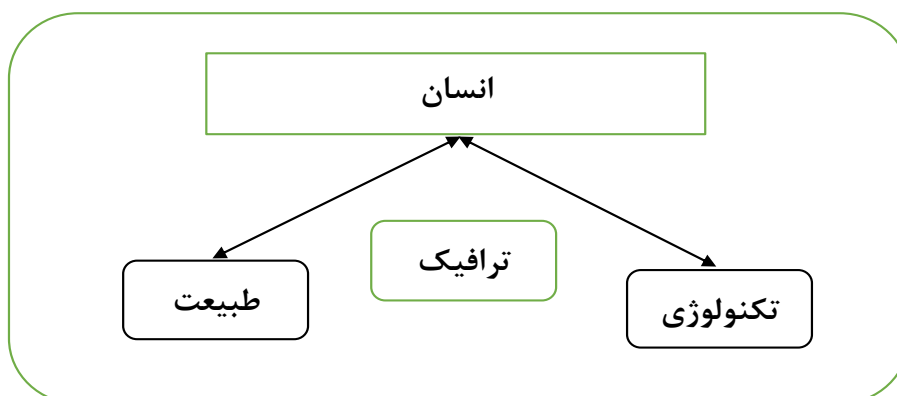 انسان
ترافیک
تکنولوژی
طبیعت